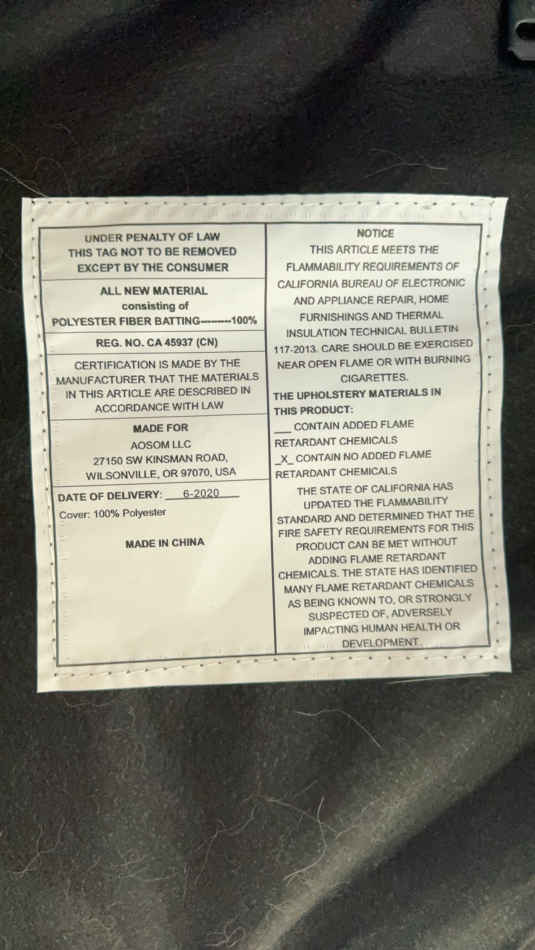 UNDER PENALTY OF LAW
THIS TAG NOT TO BE REMOVED
EXCEPT BY THE CONSUMER
ALL NEW MATERIAL
consisting of
POLYESTER FIBER BATTING---------100%
REG. NO. CA 45937 (CN)
CERTIFICATION IS MADE BY THE
MANUFACTURER THAT THE MATERIALS
IN THIS ARTICLE ARE DESCRIBED IN
ACCORDANCE WITH LAW
MADE FOR
AOSOM LLC
27150 SW KINSMAN ROAD,
WILSONVILLE, OR 97070, USA
DATE OF DELIVERY: __6-2020__
Cover: 100% Polyester
MADE IN CHINA
NOTICE
THIS ARTICLE MEETS THE
FLAMMABILITY REQUIREMENTS OF
CALIFORNIA BUREAU OF ELECTRONIC
AND APPLIANCE REPAIR, HOME
FURNISHINGS AND THERMAL
INSULATION TECHNICAL BULLETIN
117-2013. CARE SHOULD BE EXERCISED
NEAR OPEN FLAME OR WITH BURNING
CIGARETTES.
THE UPHOLSTERY MATERIALS IN
THIS PRODUCT:
___ CONTAIN ADDED FLAME
RETARDANT CHEMICALS
_X_ CONTAIN NO ADDED FLAME
RETARDANT CHEMICALS
THE STATE OF CALIFORNIA HAS
UPDATED THE FLAMMABILITY
STANDARD AND DETERMINED THAT THE
FIRE SAFETY REQUIREMENTS FOR THIS
PRODUCT CAN BE MET WITHOUT
ADDING FLAME RETARDANT
CHEMICALS. THE STATE HAS IDENTIFIED
MANY FLAME RETARDANT CHEMICALS
AS BEING KNOWN TO, OR STRONGLY
SUSPECTED OF, ADVERSELY
IMPACTING HUMAN HEALTH OR
DEVELOPMENT.